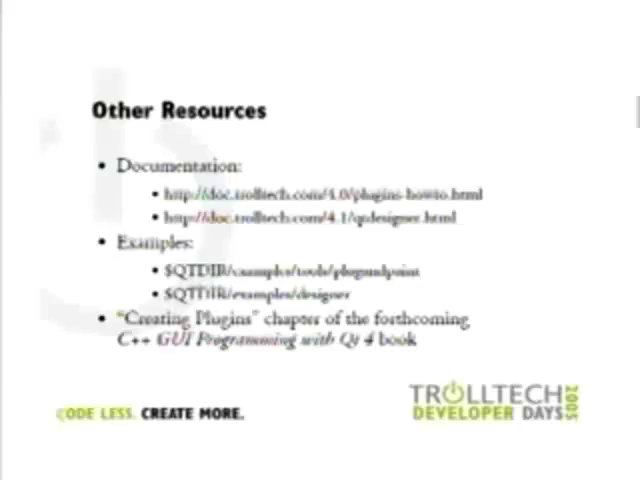 Other Resources
• Documentation:
• http://doc.trolltech.com/4.0/plugins-howto.html
• http://doc.trolltech.com/4.1/qtdesigner.html
• Examples:
• $QTDIR/examples/tools/plugandpaint
• $QTDIR/examples/designer
• "Creating Plugins" chapter of the forthcoming
C++ GUI Programming with Qt 4 book
CODE LESS. CREATE MORE.
TROLLTECH
DEVELOPER DAYS 2005